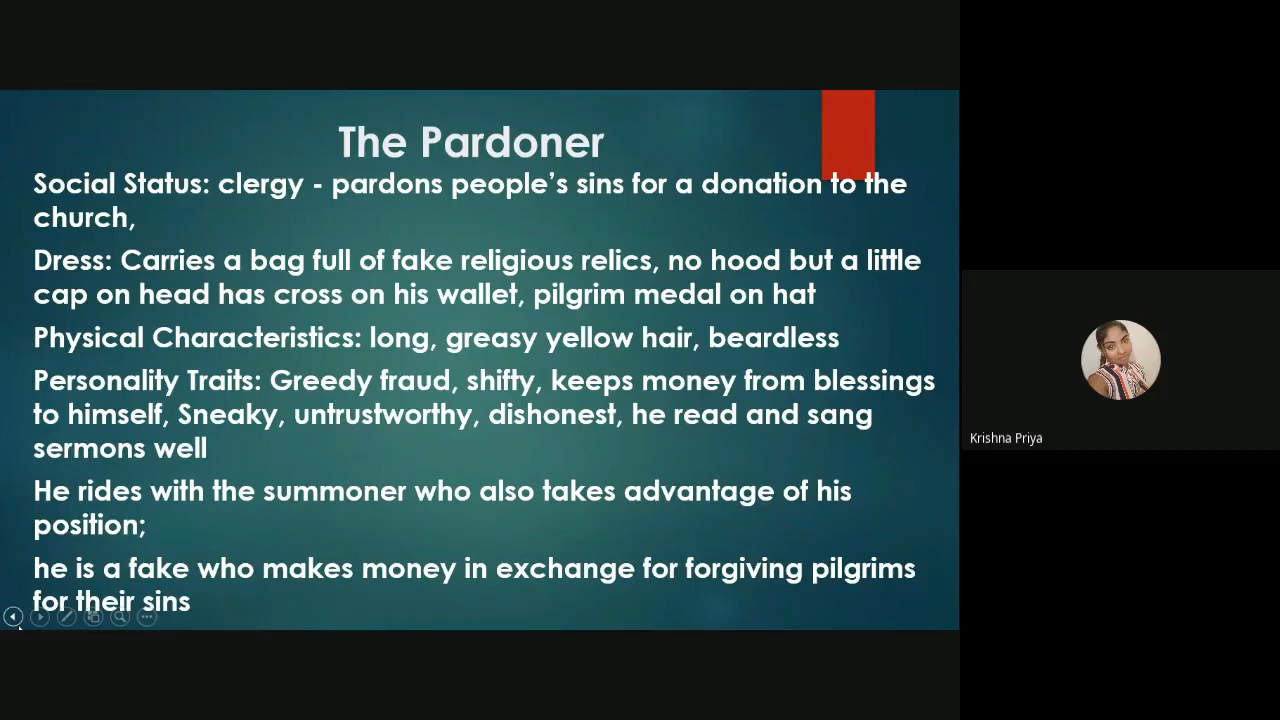 The Pardoner
Social Status: clergy - pardons people’s sins for a donation to the
church,
Dress: Carries a bag full of fake religious relics, no hood but a little
cap on head has cross on his wallet, pilgrim medal on hat
Physical Characteristics: long, greasy yellow hair, beardless
Personality Traits: Greedy fraud, shifty, keeps money from blessings
to himself, Sneaky, untrustworthy, dishonest, he read and sang
sermons well
He rides with the summoner who also takes advantage of his
position;
he is a fake who makes money in exchange for forgiving pilgrims
for their sins
Krishna Priya